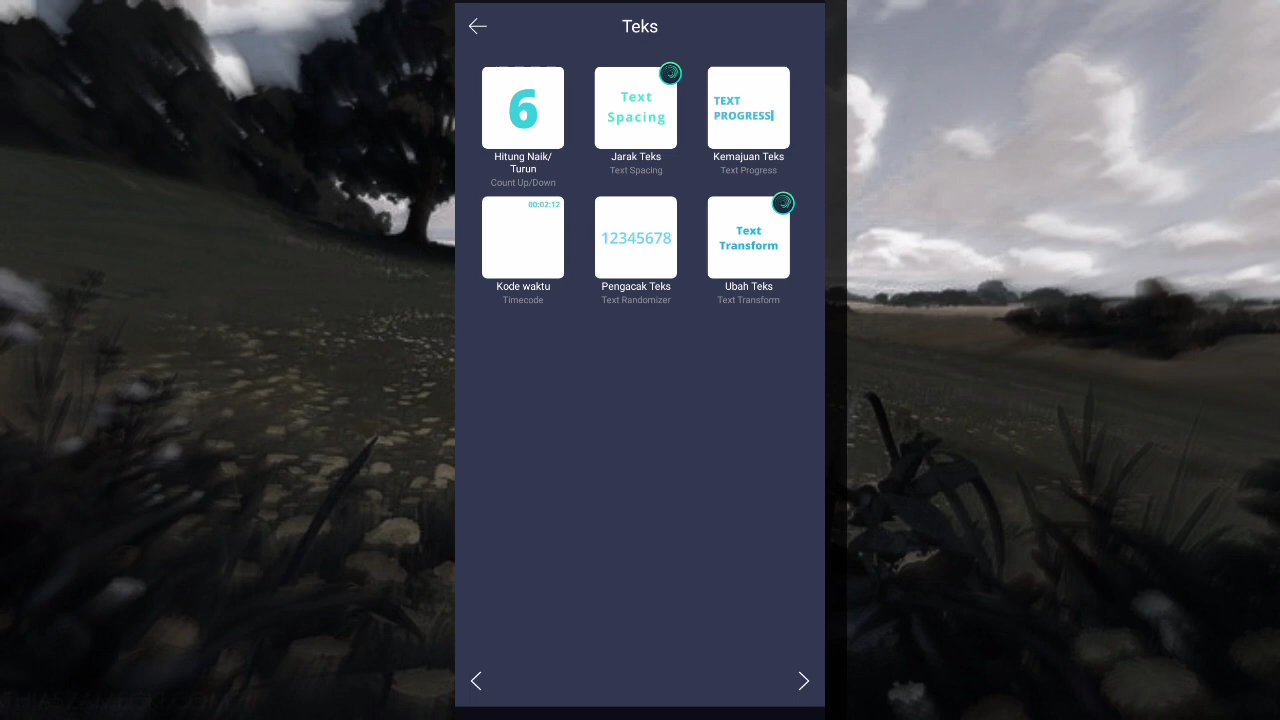 Teks
6
Hitung Naik/
Turun
Count Up/Down
Text
Spacing
Jarak Teks
Text Spacing
TEXT
PROGRESS
Kemajuan Teks
Text Progress
00:02:12
Kode waktu
Timecode
12345678
Pengacak Teks
Text Randomizer
Text
Transform
Ubah Teks
Text Transform